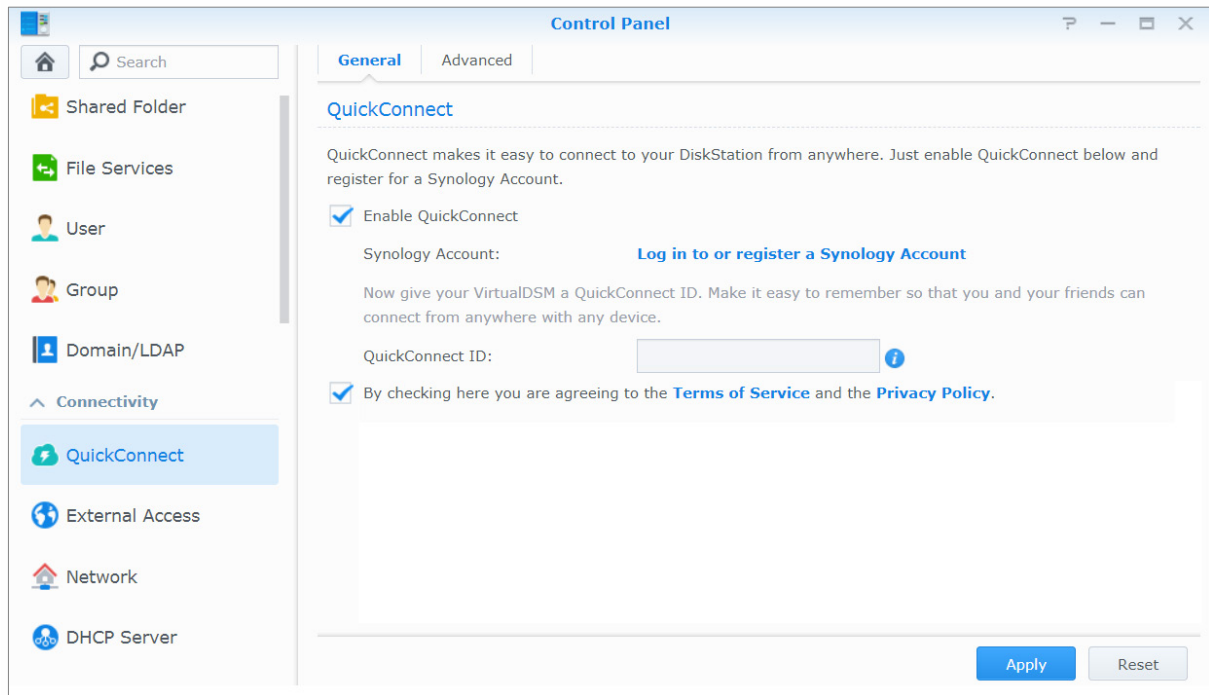 Control Panel
Search
Shared Folder
File Services
User
Group
Domain/LDAP
Connectivity
QuickConnect
External Access
Network
DHCP Server
General
Advanced
QuickConnect
QuickConnect makes it easy to connect to your DiskStation from anywhere. Just enable QuickConnect below and
register for a Synology Account.
Enable QuickConnect
Synology Account: Log in to or register a Synology Account
Now give your VirtualDSM a QuickConnect ID. Make it easy to remember so that you and your friends can
connect from anywhere with any device.
QuickConnect ID:
By checking here you are agreeing to the Terms of Service and the Privacy Policy.
Apply
Reset